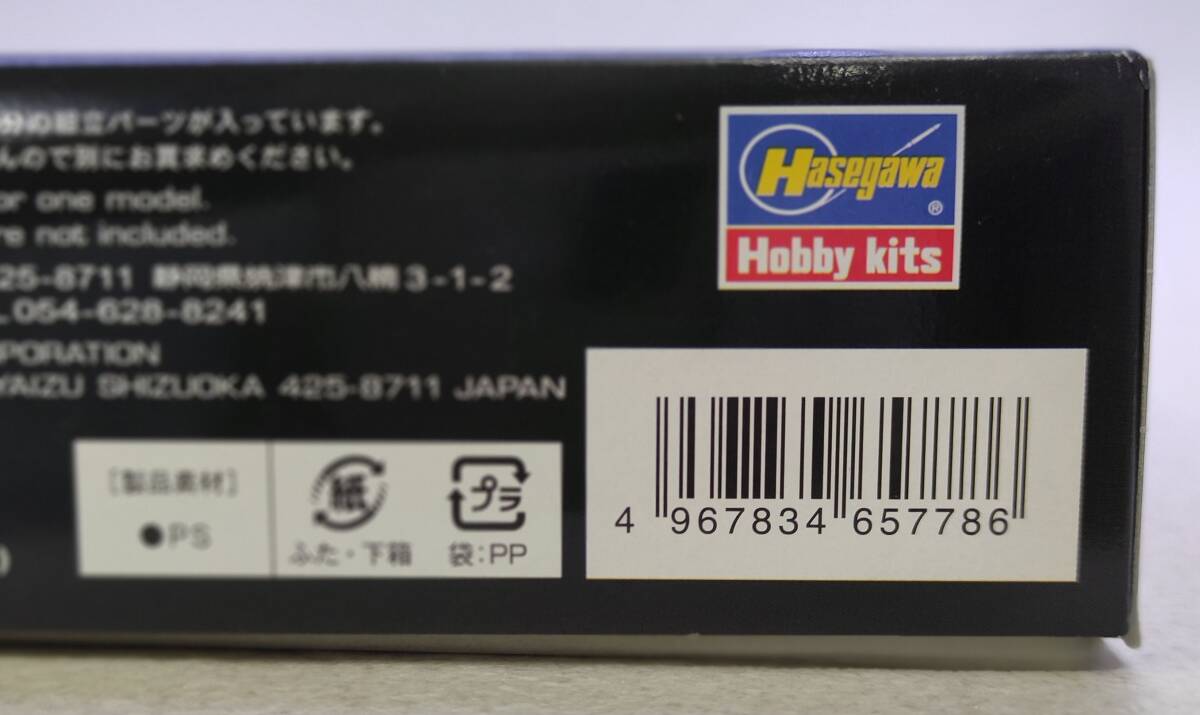 分の組立パーツが入っています。
んので別にお買求めください。
or one model.
re not included.
25-8711 静岡県焼津市八楠3-1-2
L.054-628-8241
PORATION
YAIZU SHIZUOKA 425-8711 JAPAN
Hasegawa
®
Hobby kits
[製品素材]
●PS
紙
ふた・下箱
プラ
袋:PP
)
4 967834 657786